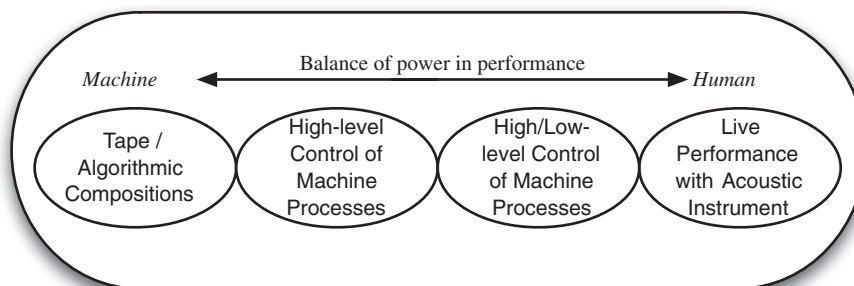 Balance of power in performance
Machine
Human
Tape /
Algorithmic
Compositions
High-level
Control of
Machine
Processes
High/Low-
level Control
of Machine
Processes
Live
Performance
with Acoustic
Instrument